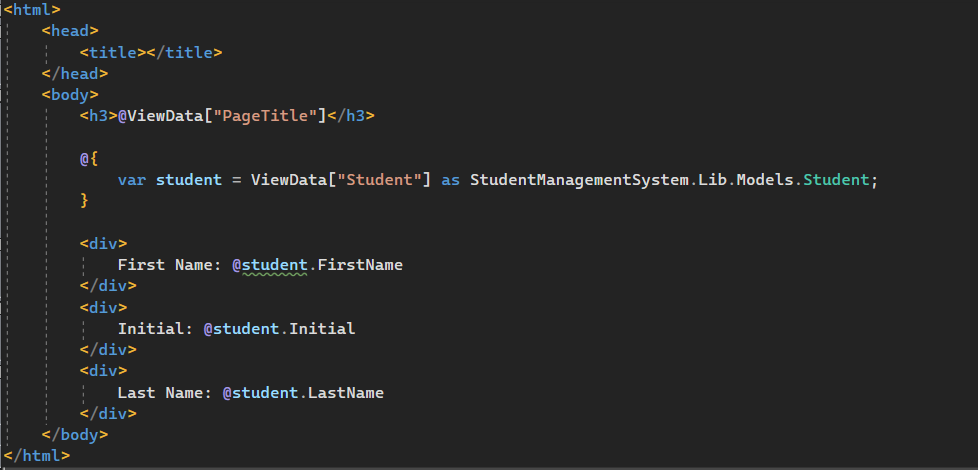 <html>
<head>
<title></title>
</head>
<body>
<h3>@ViewData["PageTitle"]</h3>
@{
var student = ViewData["Student"] as StudentManagementSystem.Lib.Models.Student;
}
<div>
First Name: @student.FirstName
</div>
<div>
Initial: @student.Initial
</div>
<div>
Last Name: @student.LastName
</div>
</body>
</html>